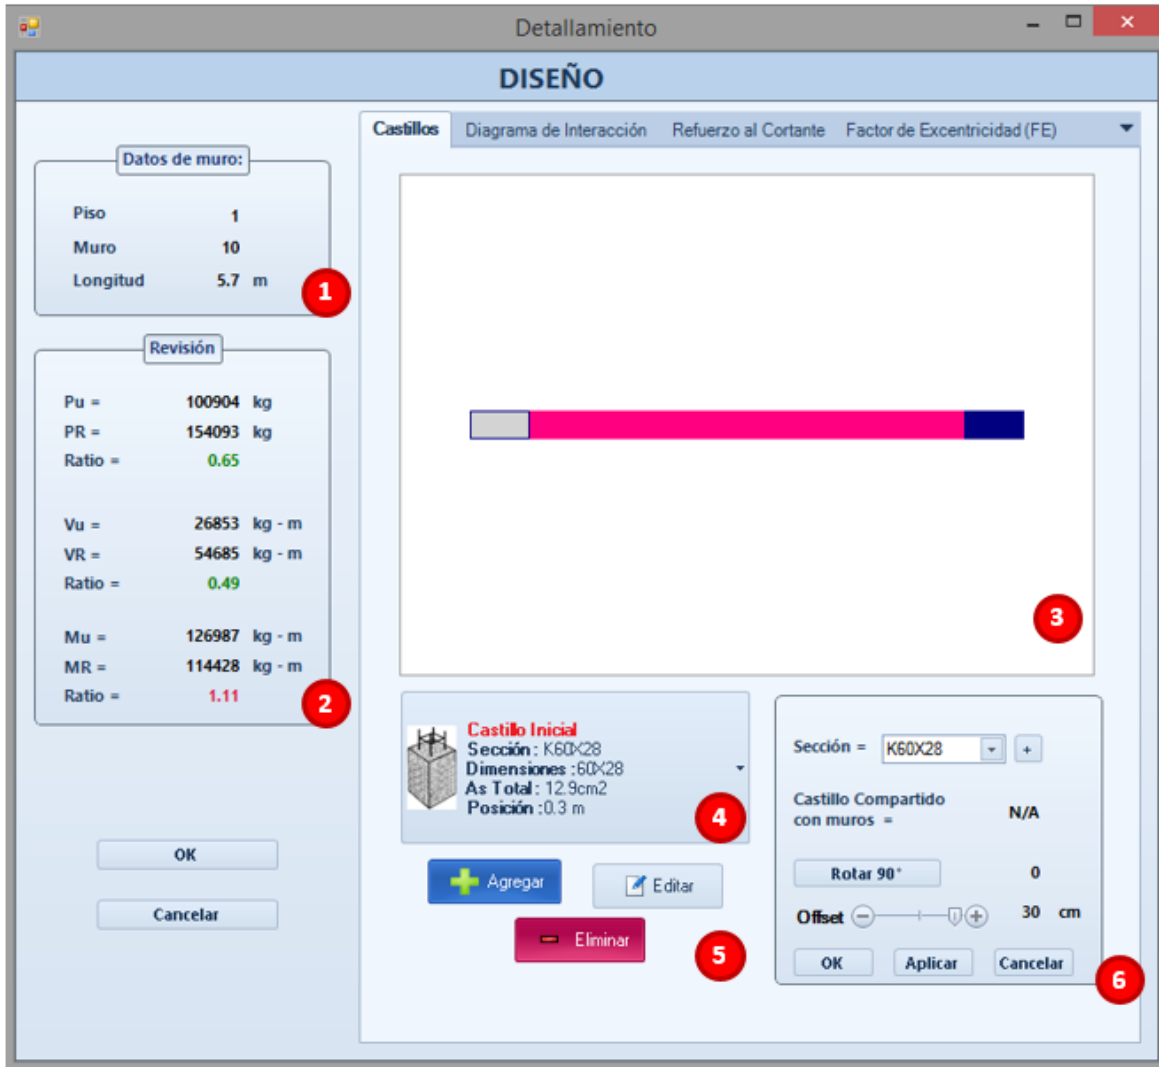 Detallamiento
DISEÑO
Castillos Diagrama de Interacción Refuerzo al Cortante Factor de Excentricidad (FE)
Datos de muro:
Piso 1
Muro 10
Longitud 5.7 m
1
Revisión
Pu = 100904 kg
PR = 154093 kg
Ratio = 0.65
Vu = 26853 kg - m
VR = 54685 kg - m
Ratio = 0.49
Mu = 126987 kg - m
MR = 114428 kg - m
Ratio = 1.11
2
OK
Cancelar
3
Castillo Inicial
Sección : K60X28
Dimensiones :60X28
As Total : 12.9cm2
Posición :0.3 m
4
Agregar
Editar
Eliminar
5
Sección = K60X28 +
Castillo Compartido
con muros = N/A
Rotar 90° 0
Offset 30 cm
OK Aplicar Cancelar
6